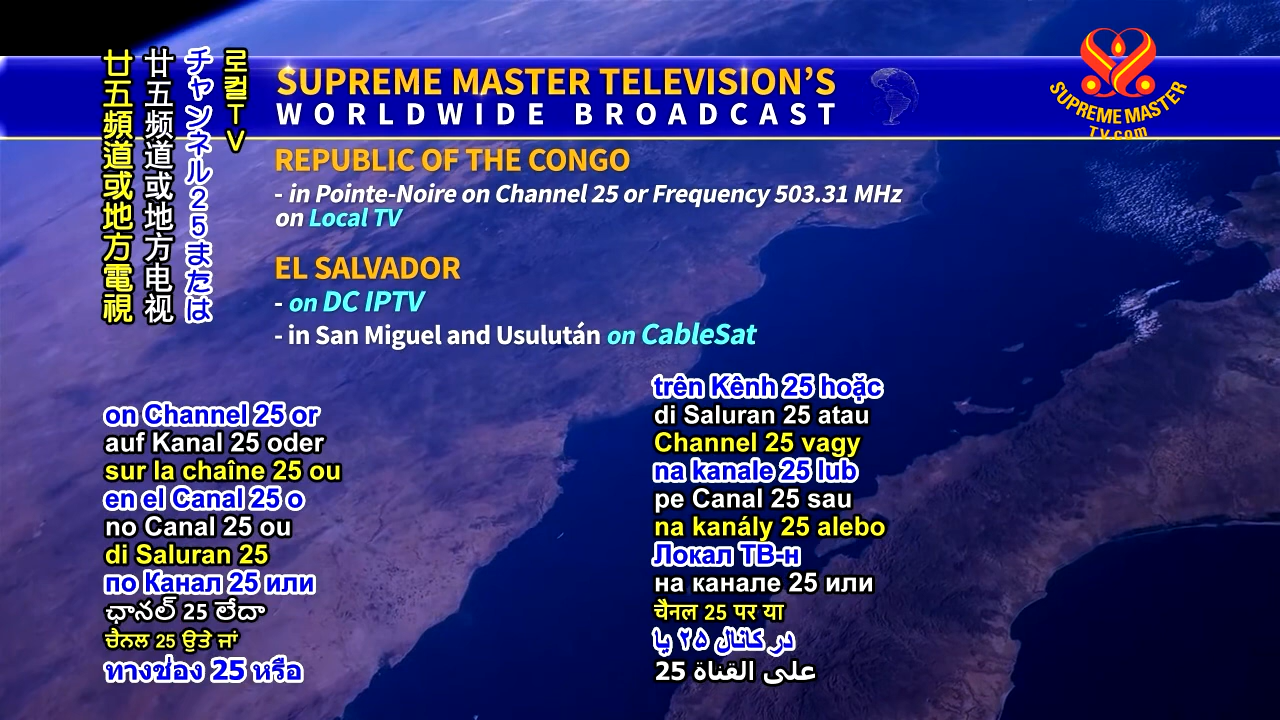 SUPREME MASTER TELEVISION’S
WORLDWIDE BROADCAST
SUPREME MASTER
TV.com
廿五頻道或地方電視
廿五频道或地方电视
チャンネル25または
로컬TV
REPUBLIC OF THE CONGO
- in Pointe-Noire on Channel 25 or Frequency 503.31 MHz
on Local TV
EL SALVADOR
- on DC IPTV
- in San Miguel and Usulután on CableSat
on Channel 25 or
auf Kanal 25 oder
sur la chaîne 25 ou
en el Canal 25 o
no Canal 25 ou
di Saluran 25
по Канал 25 или
ఛానల్ 25 లేదా
ਚੈਨਲ 25 ਉਤੇ ਜਾਂ
ทางช่อง 25 หรือ
trên Kênh 25 hoặc
di Saluran 25 atau
Channel 25 vagy
na kanale 25 lub
pe Canal 25 sau
na kanály 25 alebo
Локал ТВ-н
на канале 25 или
चैनल 25 पर या
در کانال ۲۵ یا
على القناة 25